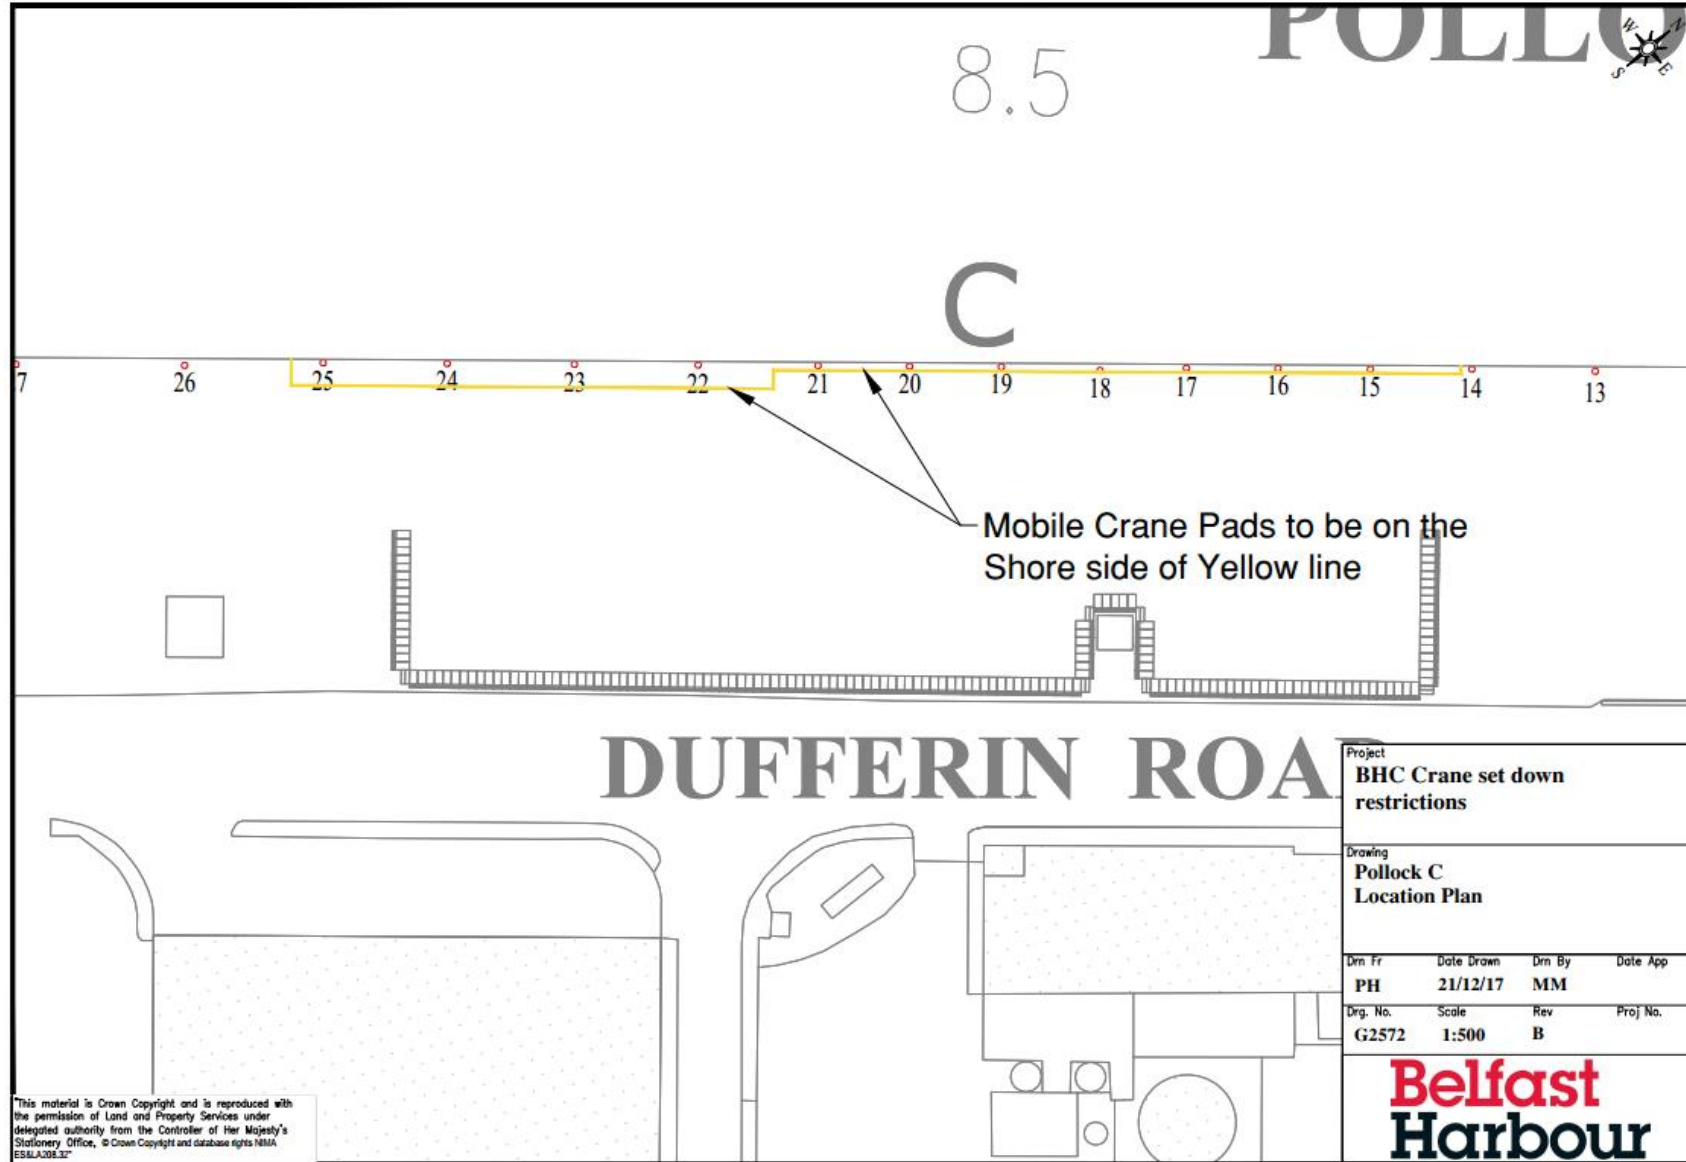 POLLO
W N
S E
8.5
C
7 26 25 24 23 22 21 20 19 18 17 16 15 14 13
Mobile Crane Pads to be on the
Shore side of Yellow line
DUFFERIN ROA
Project
BHC Crane set down
restrictions
Drawing
Pollock C
Location Plan
Drn Fr Date Drawn Drn By Date App
PH 21/12/17 MM
Drg. No. Scale Rev Proj No.
G2572 1:500 B
Belfast
Harbour
"This material is Crown Copyright and is reproduced with
the permission of Land and Property Services under
delegated authority from the Controller of Her Majesty's
Stationery Office, © Crown Copyright and database rights NIMA
ES&LA208.32"